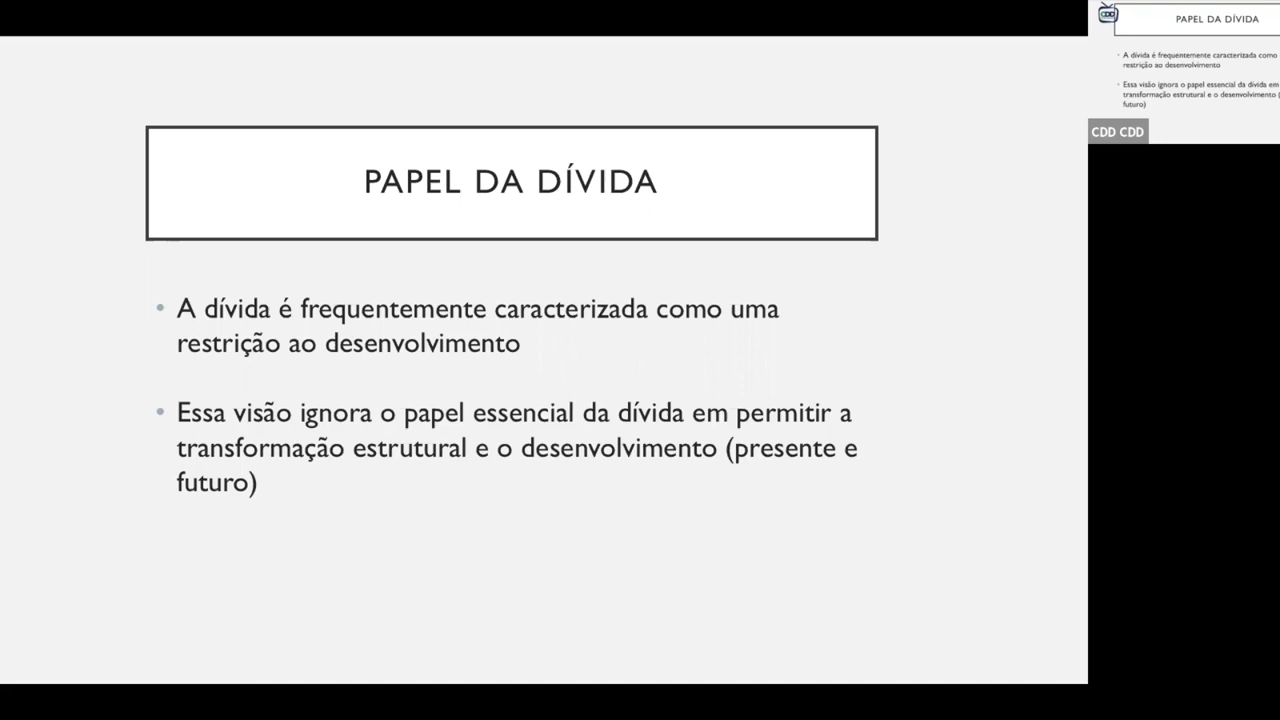 PAPEL DA DÍVIDA
• A dívida é frequentemente caracterizada como uma
restrição ao desenvolvimento
• Essa visão ignora o papel essencial da dívida em permitir a
transformação estrutural e o desenvolvimento (presente e
futuro)
CDD
PAPEL DA DÍVIDA
• A dívida é frequentemente caracterizada como
restrição ao desenvolvimento
• Essa visão ignora o papel essencial da dívida em
transformação estrutural e o desenvolvimento (
futuro)
CDD CDD